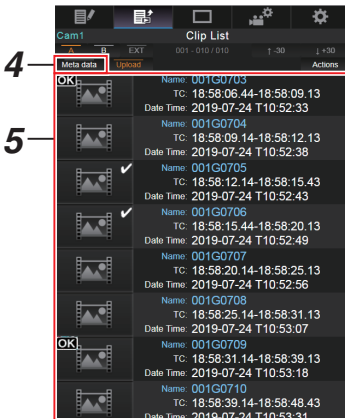 Cam1 Clip List
A B EXT 001 - 010 / 010 ↑ -30 ↓ +30
4 Meta data Upload Actions
5
OK Name: 001G0703
TC: 18:58:06.44-18:58:09.13
Date Time: 2019-07-24 T10:52:33
Name: 001G0704
TC: 18:58:09.14-18:58:12.13
Date Time: 2019-07-24 T10:52:38
Name: 001G0705
TC: 18:58:12.14-18:58:15.43
Date Time: 2019-07-24 T10:52:43
Name: 001G0706
TC: 18:58:15.44-18:58:20.13
Date Time: 2019-07-24 T10:52:49
Name: 001G0707
TC: 18:58:20.14-18:58:25.13
Date Time: 2019-07-24 T10:52:56
Name: 001G0708
TC: 18:58:25.14-18:58:31.13
Date Time: 2019-07-24 T10:53:07
OK Name: 001G0709
TC: 18:58:31.14-18:58:39.13
Date Time: 2019-07-24 T10:53:18
Name: 001G0710
TC: 18:58:39.14-18:58:48.43
Date Time: 2019-07-24 T10:53:31